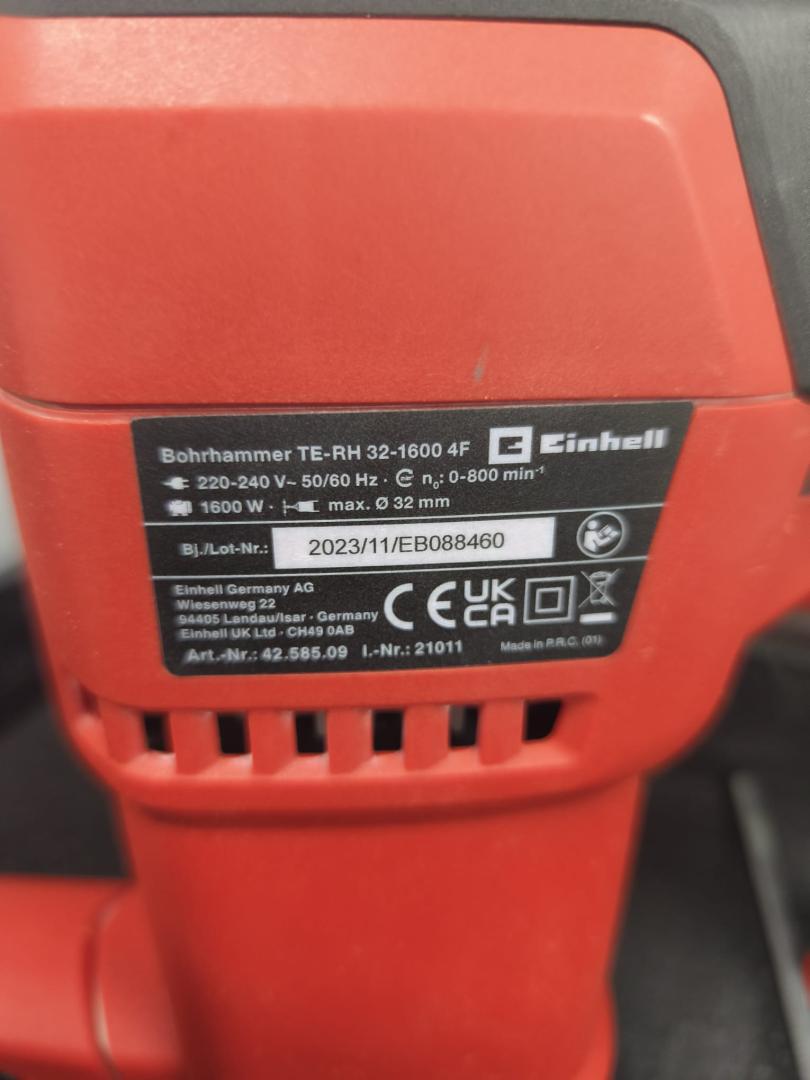 Bohrhammer TE-RH 32-1600 4F Einhell
220-240 V~ 50/60 Hz · n₀: 0-800 min⁻¹
1600 W · max. Ø 32 mm
Bj./Lot-Nr.: 2023/11/EB088460
Einhell Germany AG
Wiesenweg 22
94405 Landau/Isar · Germany
Einhell UK Ltd · CH49 0AB
CE UK CA
Art.-Nr.: 42.585.09 I.-Nr.: 21011
Made in P.R.C. (01)